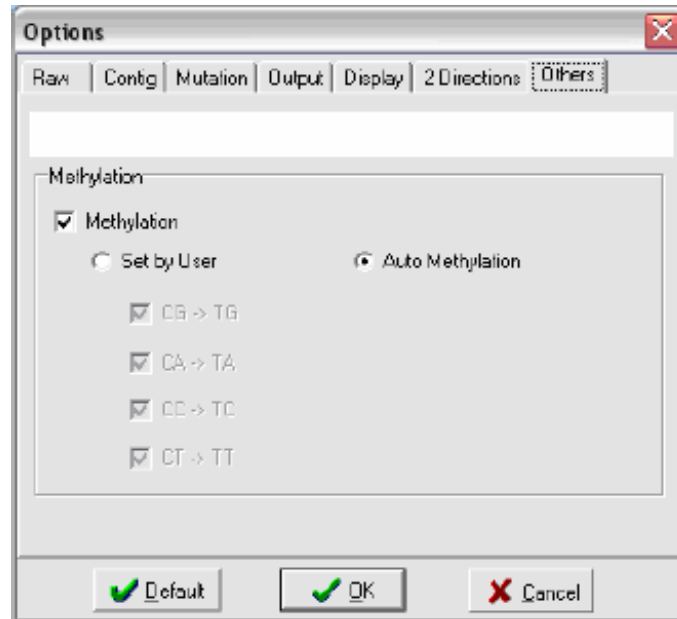 Options
Raw Contig Mutation Output Display 2 Directions Others
Methylation
Methylation
Set by User Auto Methylation
CG -> TG
CA -> TA
CC -> TC
CT -> TT
Default OK Cancel